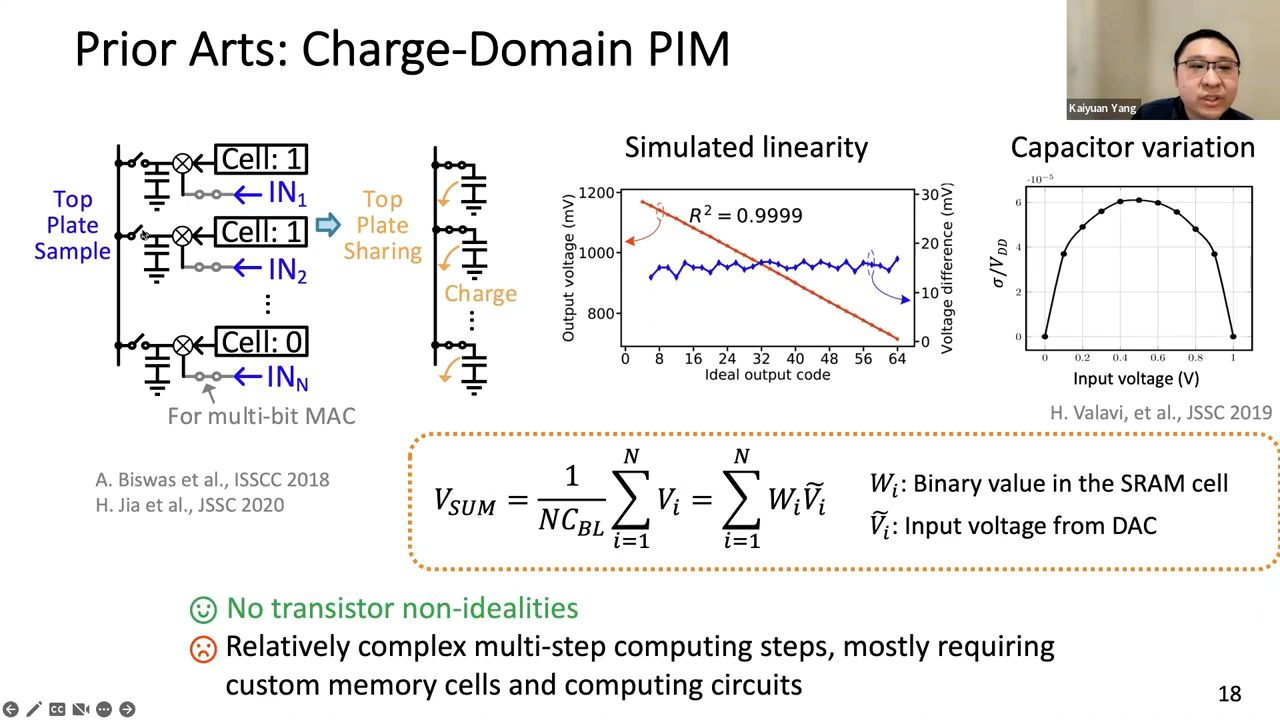 Prior Arts: Charge-Domain PIM
Kaiyuan Yang
Top
Plate
Sample
Cell: 1
IN1
Cell: 1
IN2
⋮
Cell: 0
INN
For multi-bit MAC
Top
Plate
Sharing
Charge
⋮
Simulated linearity
Output voltage (mV)
1200
1000
800
R² = 0.9999
30
20
10
0
Voltage difference (mV)
0 8 16 24 32 40 48 56 64
Ideal output code
Capacitor variation
·10⁻⁵
σ/VDD
6
4
2
0
0 0.2 0.4 0.6 0.8 1
Input voltage (V)
H. Valavi, et al., JSSC 2019
A. Biswas et al., ISSCC 2018
H. Jia et al., JSSC 2020
V_SUM = 1/(NC_BL) ∑_{i=1}^{N} V_i = ∑_{i=1}^{N} W_i Ṽ_i
W_i: Binary value in the SRAM cell
Ṽ_i: Input voltage from DAC
No transistor non-idealities
Relatively complex multi-step computing steps, mostly requiring
custom memory cells and computing circuits
CC
18